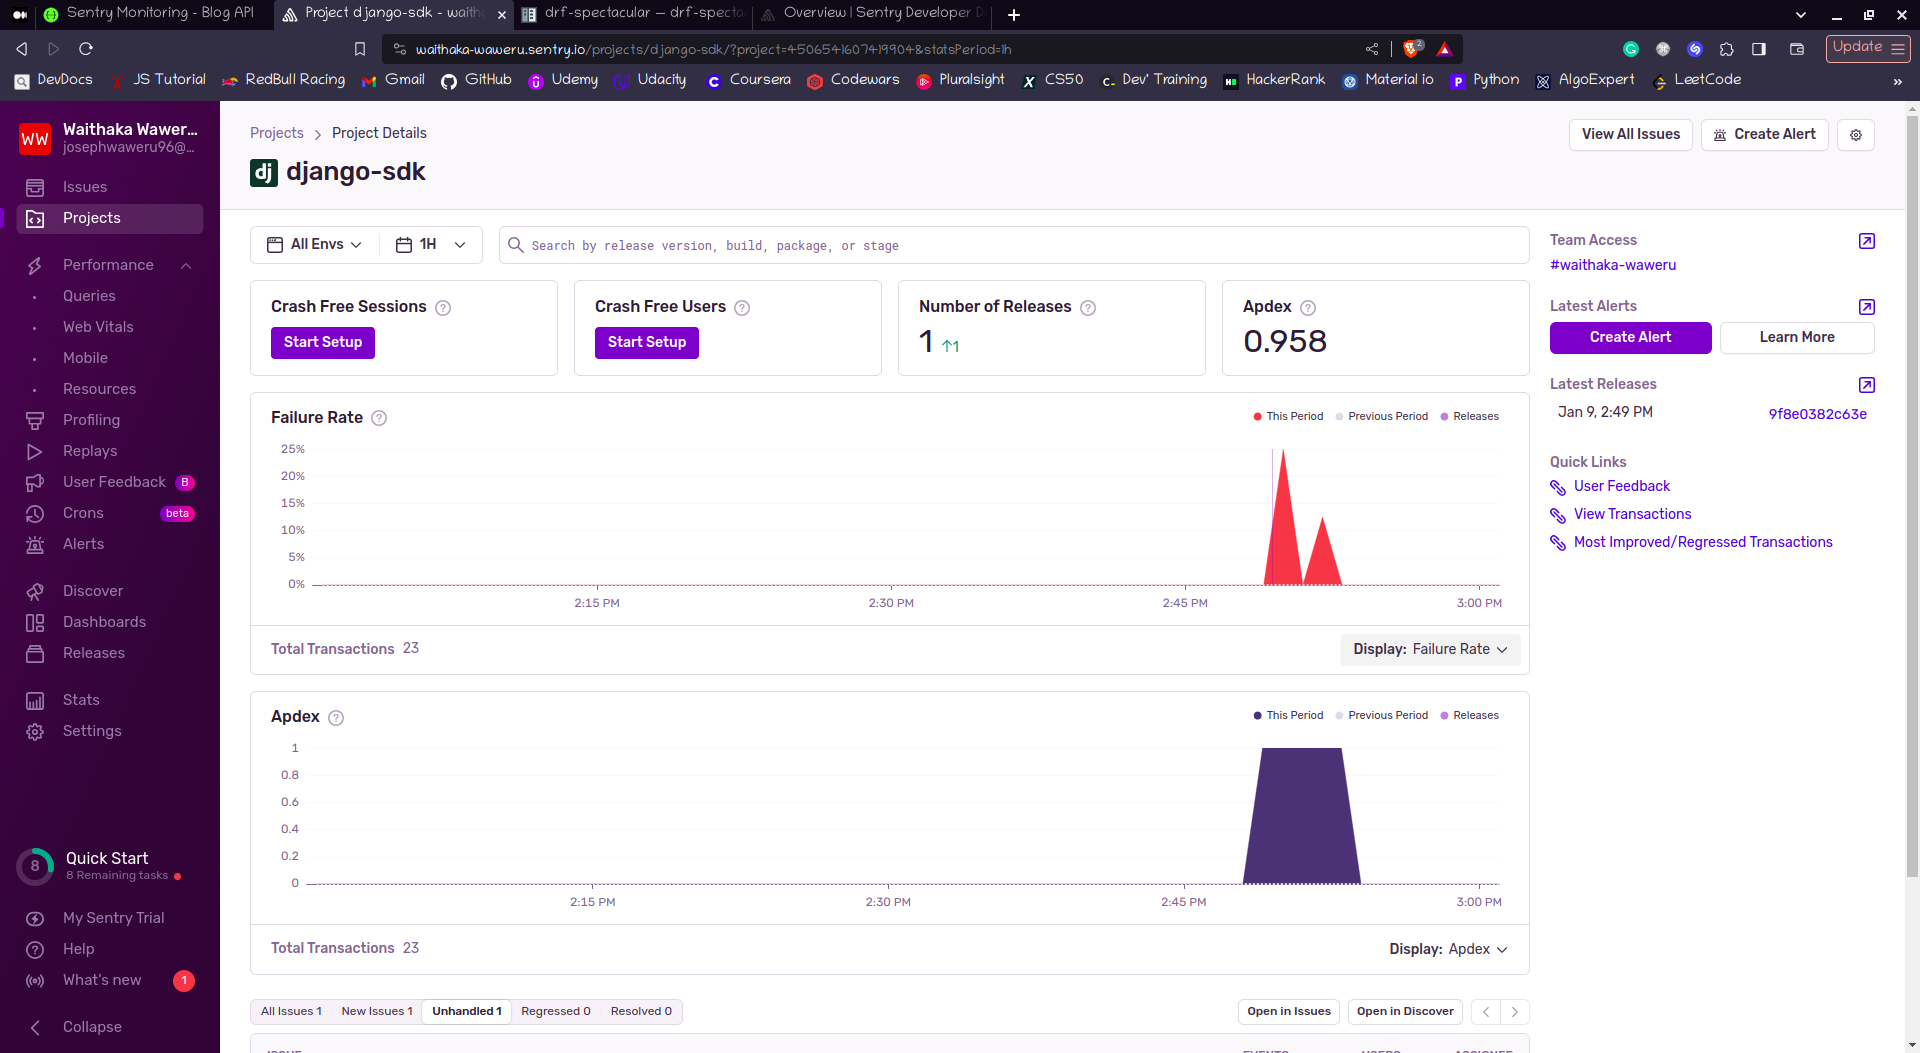 Sentry Monitoring - Blog API
Project django-sdk - waith
drf-spectacular — drf-specta
Overview | Sentry Developer D
waithaka-waweru.sentry.io/projects/django-sdk/?project=4506541607419904&statsPeriod=1h
2
Update
DevDocs
JS Tutorial
RedBull Racing
Gmail
GitHub
Udemy
Udacity
Coursera
Codewars
Pluralsight
CS50
Dev' Training
HackerRank
Material io
Python
AlgoExpert
LeetCode
»
WW
Waithaka Wawer...
josephwaweru96@...
Issues
Projects
Performance
Queries
Web Vitals
Mobile
Resources
Profiling
Replays
User Feedback B
Crons beta
Alerts
Discover
Dashboards
Releases
Stats
Settings
8
Quick Start
8 Remaining tasks
My Sentry Trial
Help
What's new 1
Collapse
Projects > Project Details
dj django-sdk
View All Issues
Create Alert
All Envs
1H
Search by release version, build, package, or stage
Crash Free Sessions ?
Start Setup
Crash Free Users ?
Start Setup
Number of Releases ?
1 ↑1
Apdex ?
0.958
Failure Rate ?
This Period Previous Period Releases
25%
20%
15%
10%
5%
0%
2:15 PM 2:30 PM 2:45 PM 3:00 PM
Total Transactions 23
Display: Failure Rate
Apdex ?
This Period Previous Period Releases
1
0.8
0.6
0.4
0.2
0
2:15 PM 2:30 PM 2:45 PM 3:00 PM
Total Transactions 23
Display: Apdex
All Issues 1 New Issues 1 Unhandled 1 Regressed 0 Resolved 0
Open in Issues
Open in Discover
ISSUE EVENTS USERS ASSIGNEE
Team Access
#waithaka-waweru
Latest Alerts
Create Alert
Learn More
Latest Releases
Jan 9, 2:49 PM 9f8e0382c63e
Quick Links
User Feedback
View Transactions
Most Improved/Regressed Transactions